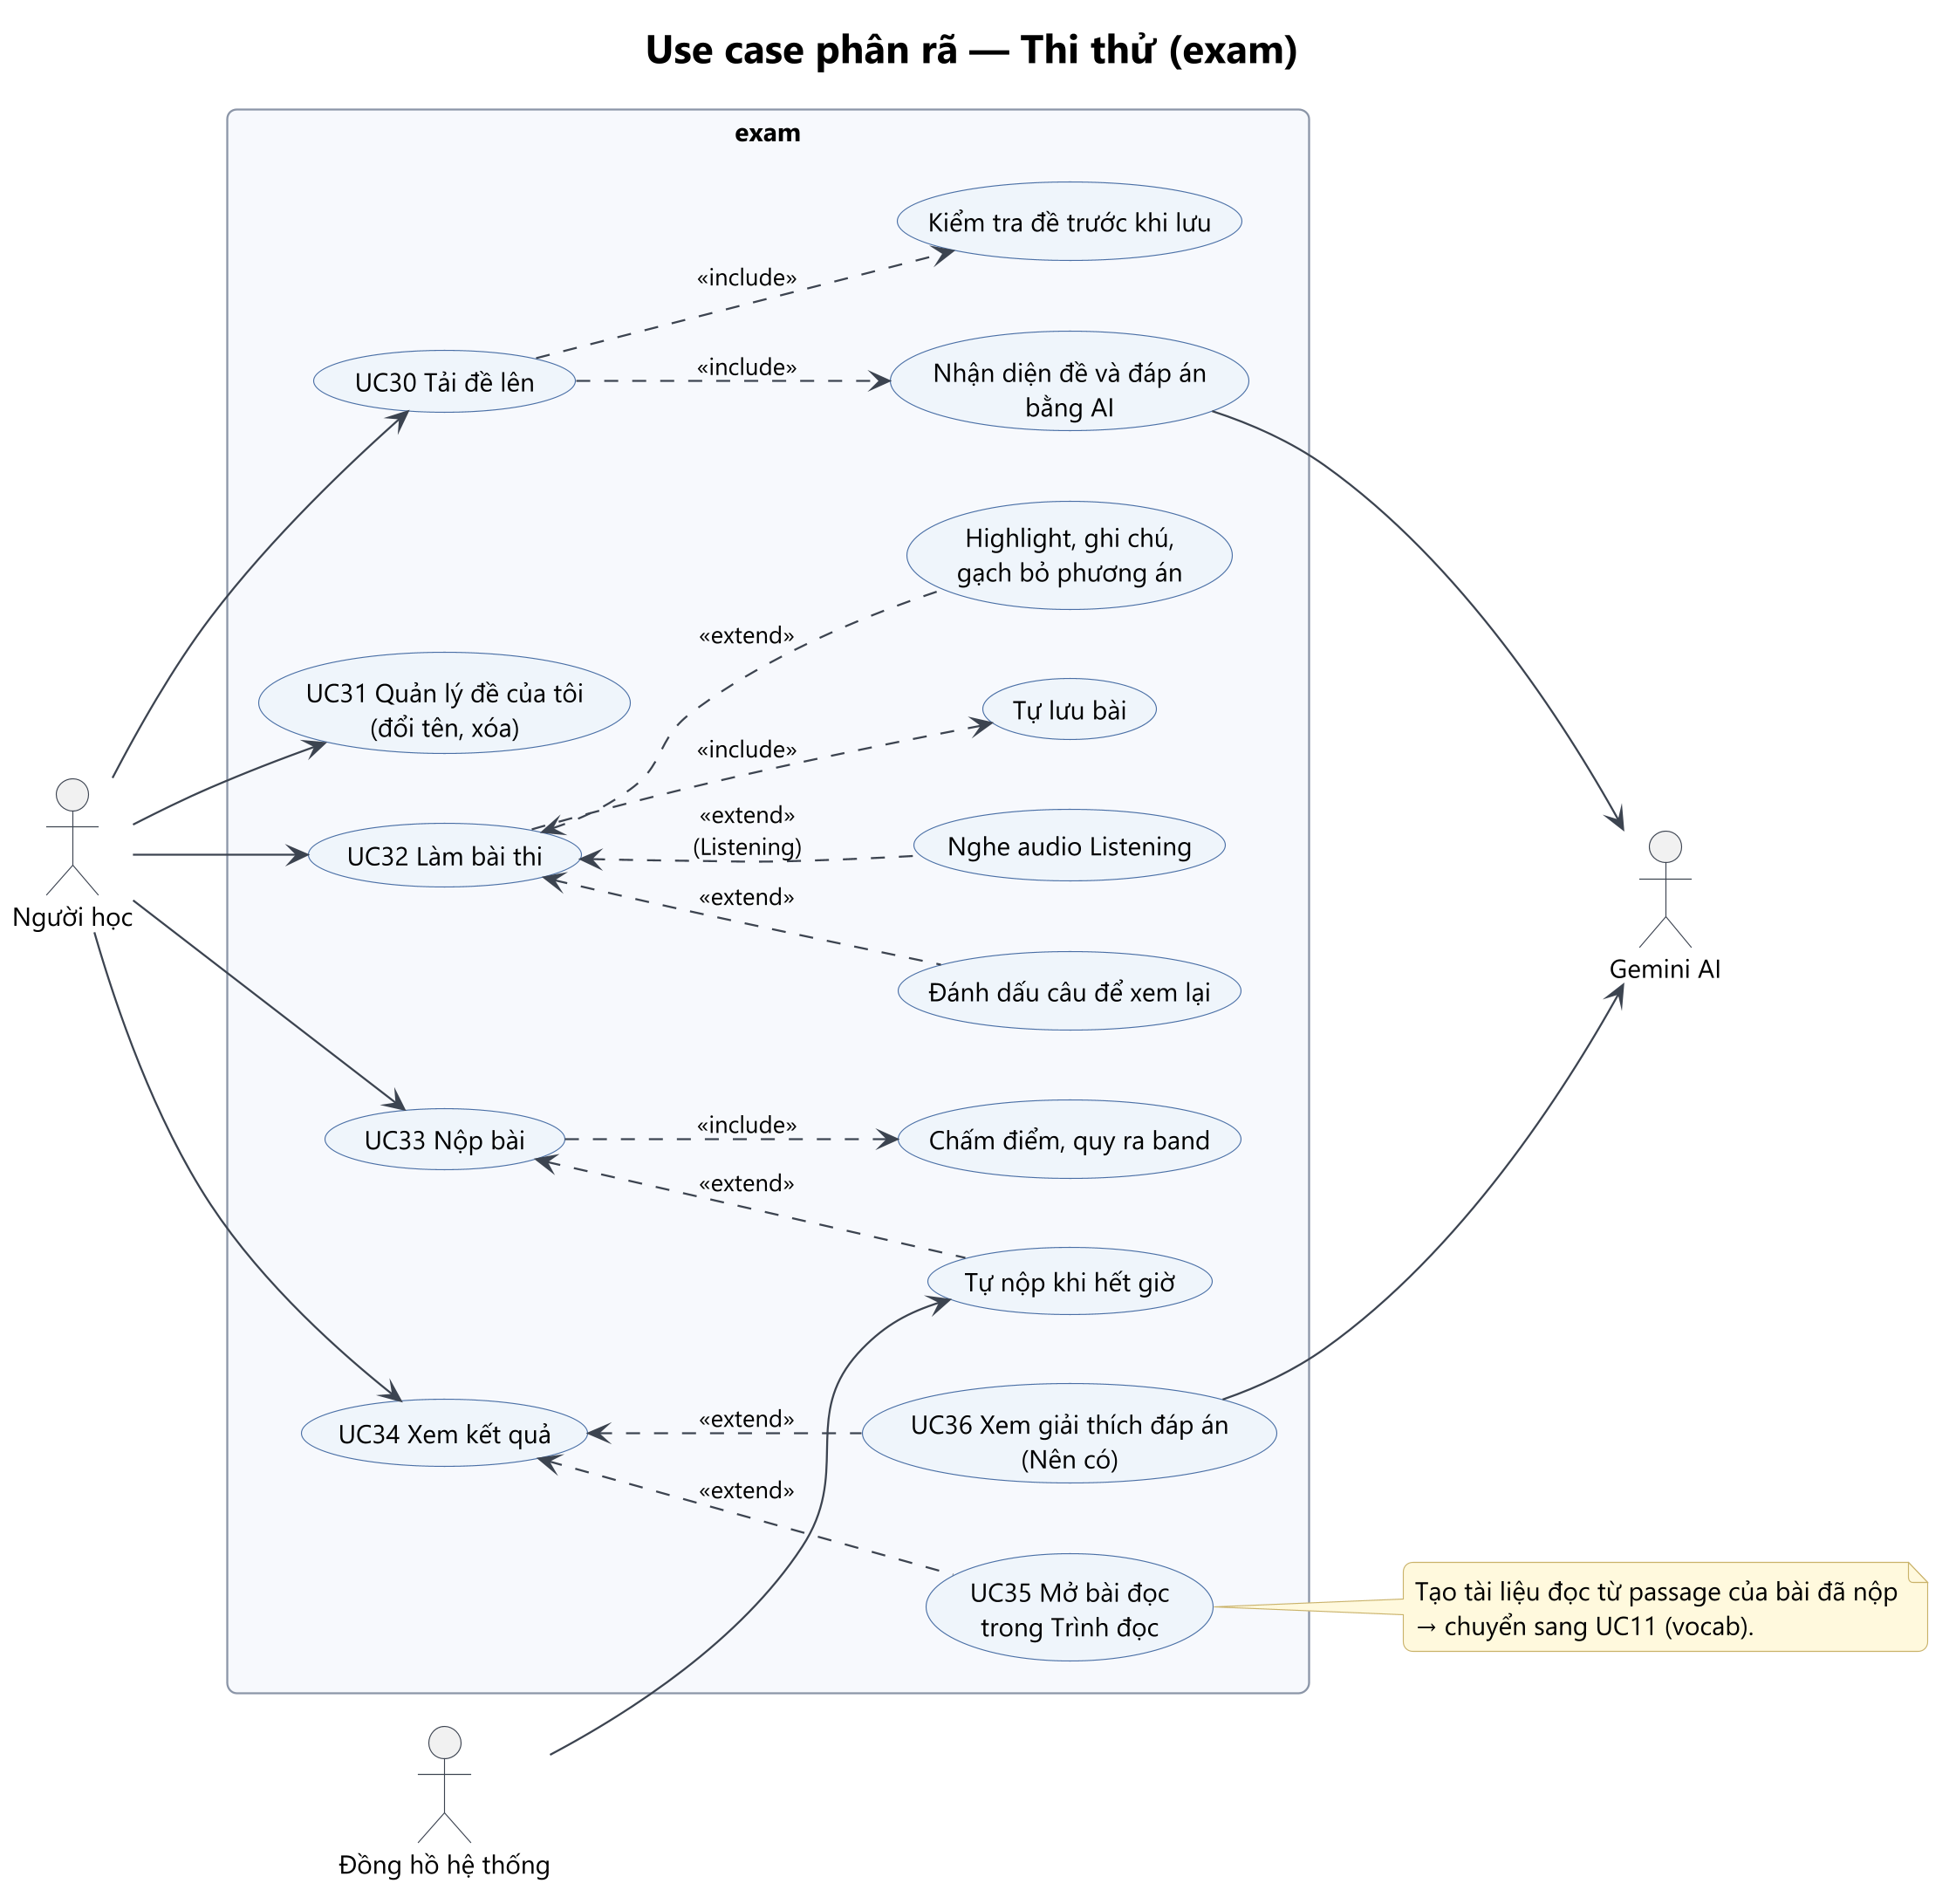 Use case phân rã — Thi thử (exam)
exam
Kiểm tra đề trước khi lưu
«include»
UC30 Tải đề lên
«include»
Nhận diện đề và đáp án
bằng AI
Highlight, ghi chú,
gạch bỏ phương án
«extend»
UC31 Quản lý đề của tôi
(đổi tên, xóa)
Tự lưu bài
«include»
«extend»
(Listening)
UC32 Làm bài thi
Nghe audio Listening
«extend»
Người học
Gemini AI
Đánh dấu câu để xem lại
«include»
UC33 Nộp bài
Chấm điểm, quy ra band
«extend»
Tự nộp khi hết giờ
«extend»
UC34 Xem kết quả
UC36 Xem giải thích đáp án
(Nên có)
«extend»
UC35 Mở bài đọc
trong Trình đọc
Tạo tài liệu đọc từ passage của bài đã nộp
→ chuyển sang UC11 (vocab).
Đồng hồ hệ thống